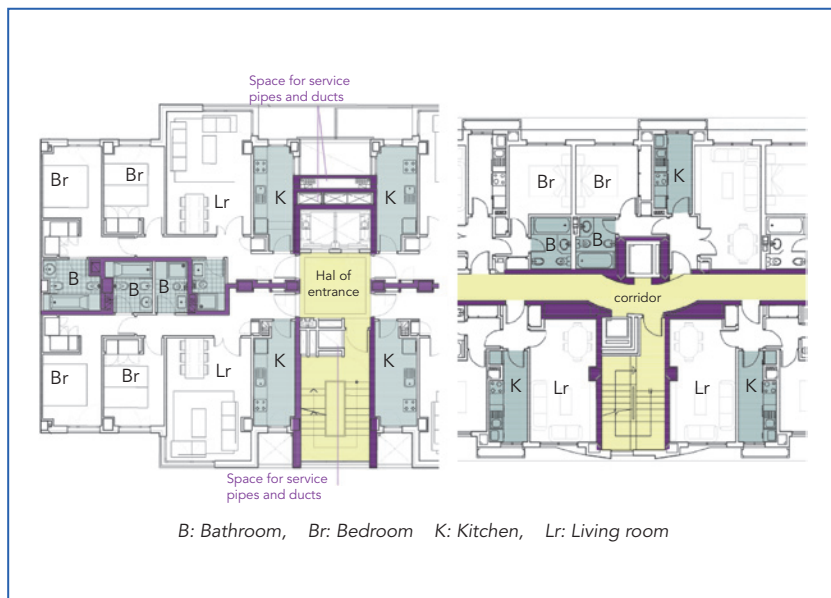 Space for service
pipes and ducts
Br
Br
Lr
K
K
Br
Br
K
B
B
B
B
B
Hal of
entrance
corridor
Br
Br
Lr
K
K
K
Lr
Lr
K
Space for service
pipes and ducts
B: Bathroom, Br: Bedroom K: Kitchen, Lr: Living room